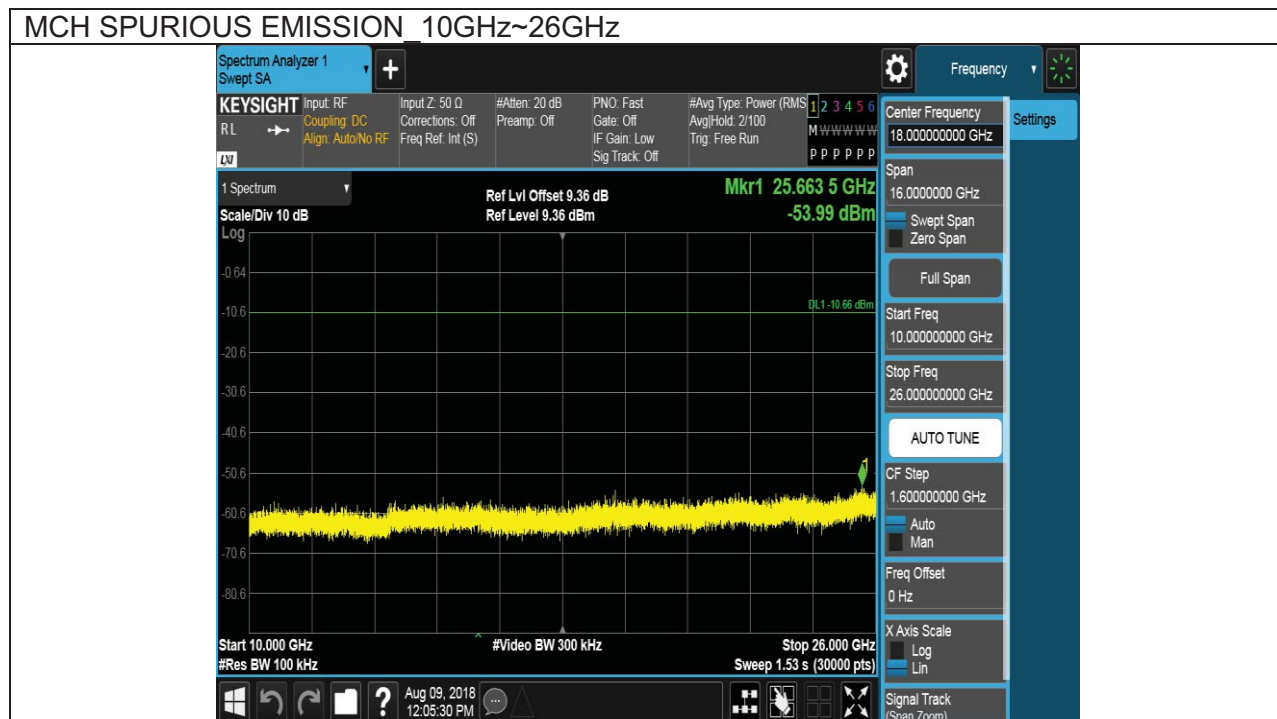 MCH SPURIOUS EMISSION_10GHz~26GHz
Spectrum Analyzer 1
Swept SA
+
Frequency
KEYSIGHT
RL
LXI
Input: RF
Coupling: DC
Align: Auto/No RF
Input Z: 50 Ω
Corrections: Off
Freq Ref: Int (S)
#Atten: 20 dB
Preamp: Off
PNO: Fast
Gate: Off
IF Gain: Low
Sig Track: Off
#Avg Type: Power (RMS
Avg|Hold: 2/100
Trig: Free Run
1 2 3 4 5 6
M W W W W W
P P P P P P
1 Spectrum
Scale/Div 10 dB
Ref Lvl Offset 9.36 dB
Ref Level 9.36 dBm
Mkr1 25.663 5 GHz
-53.99 dBm
Log
-0.64
-10.6
DL1 -10.66 dBm
-20.6
-30.6
-40.6
-50.6
1
-60.6
-70.6
-80.6
Start 10.000 GHz
#Video BW 300 kHz
Stop 26.000 GHz
#Res BW 100 kHz
Sweep 1.53 s (30000 pts)
?
Aug 09, 2018
12:05:30 PM
Center Frequency
18.000000000 GHz
Settings
Span
16.0000000 GHz
Swept Span
Zero Span
Full Span
Start Freq
10.000000000 GHz
Stop Freq
26.000000000 GHz
AUTO TUNE
CF Step
1.600000000 GHz
Auto
Man
Freq Offset
0 Hz
X Axis Scale
Log
Lin
Signal Track
(Span Zoom)